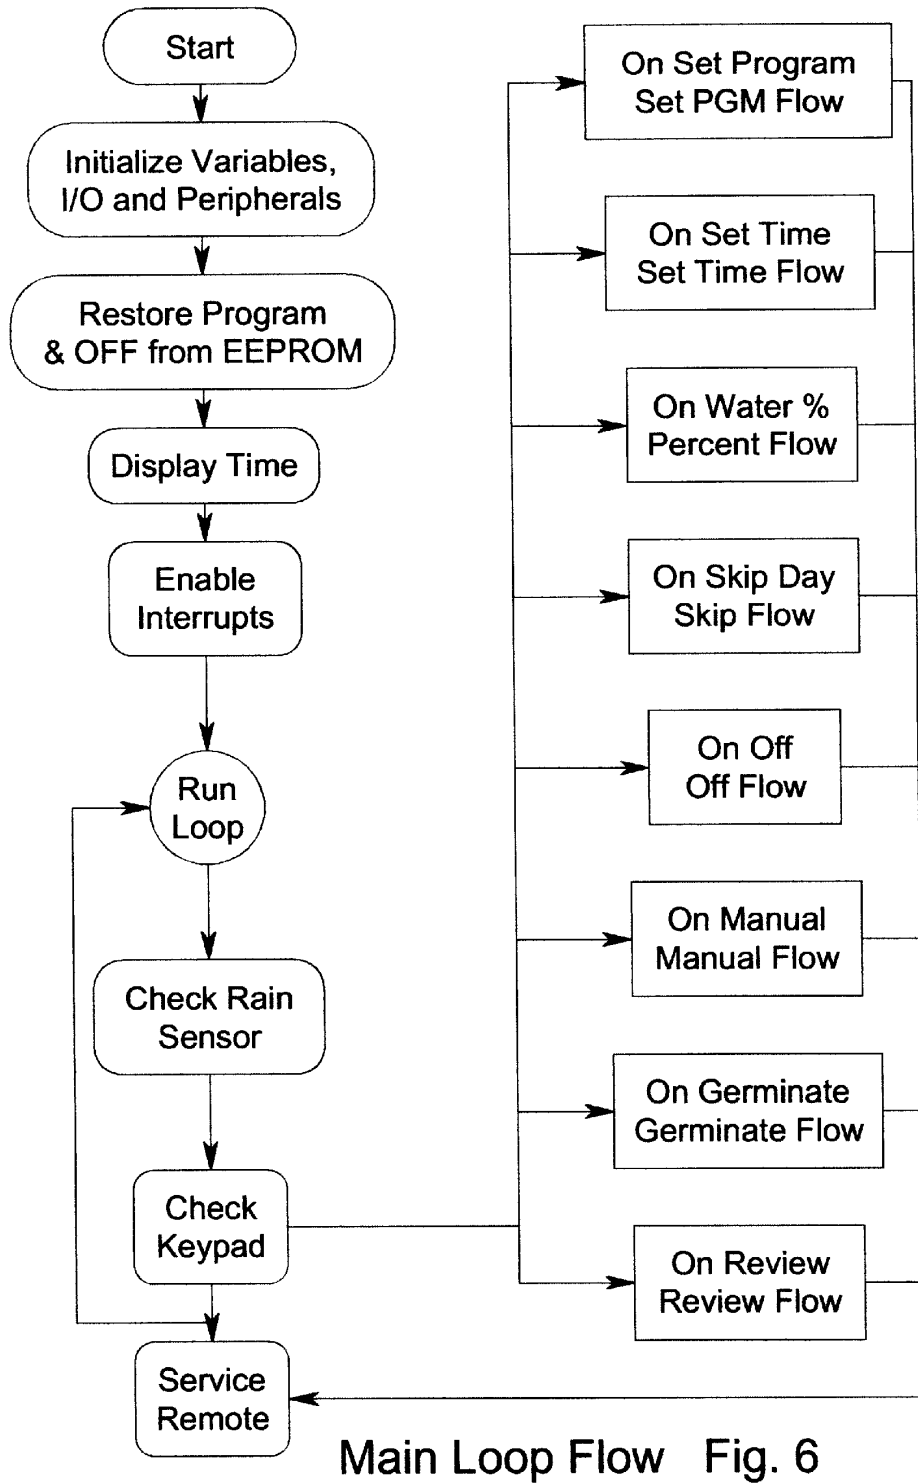 Start
Initialize Variables,
I/O and Peripherals
Restore Program
& OFF from EEPROM
Display Time
Enable
Interrupts
Run
Loop
Check Rain
Sensor
Check
Keypad
Service
Remote
On Set Program
Set PGM Flow
On Set Time
Set Time Flow
On Water %
Percent Flow
On Skip Day
Skip Flow
On Off
Off Flow
On Manual
Manual Flow
On Germinate
Germinate Flow
On Review
Review Flow
Main Loop Flow Fig. 6